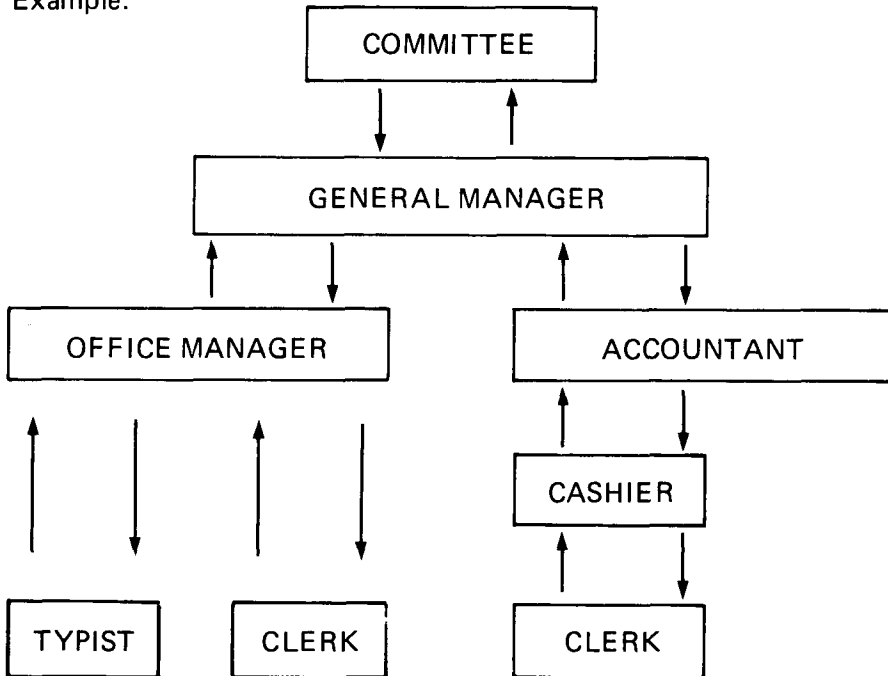 Example:
COMMITTEE
GENERAL MANAGER
OFFICE MANAGER
ACCOUNTANT
CASHIER
TYPIST
CLERK
CLERK